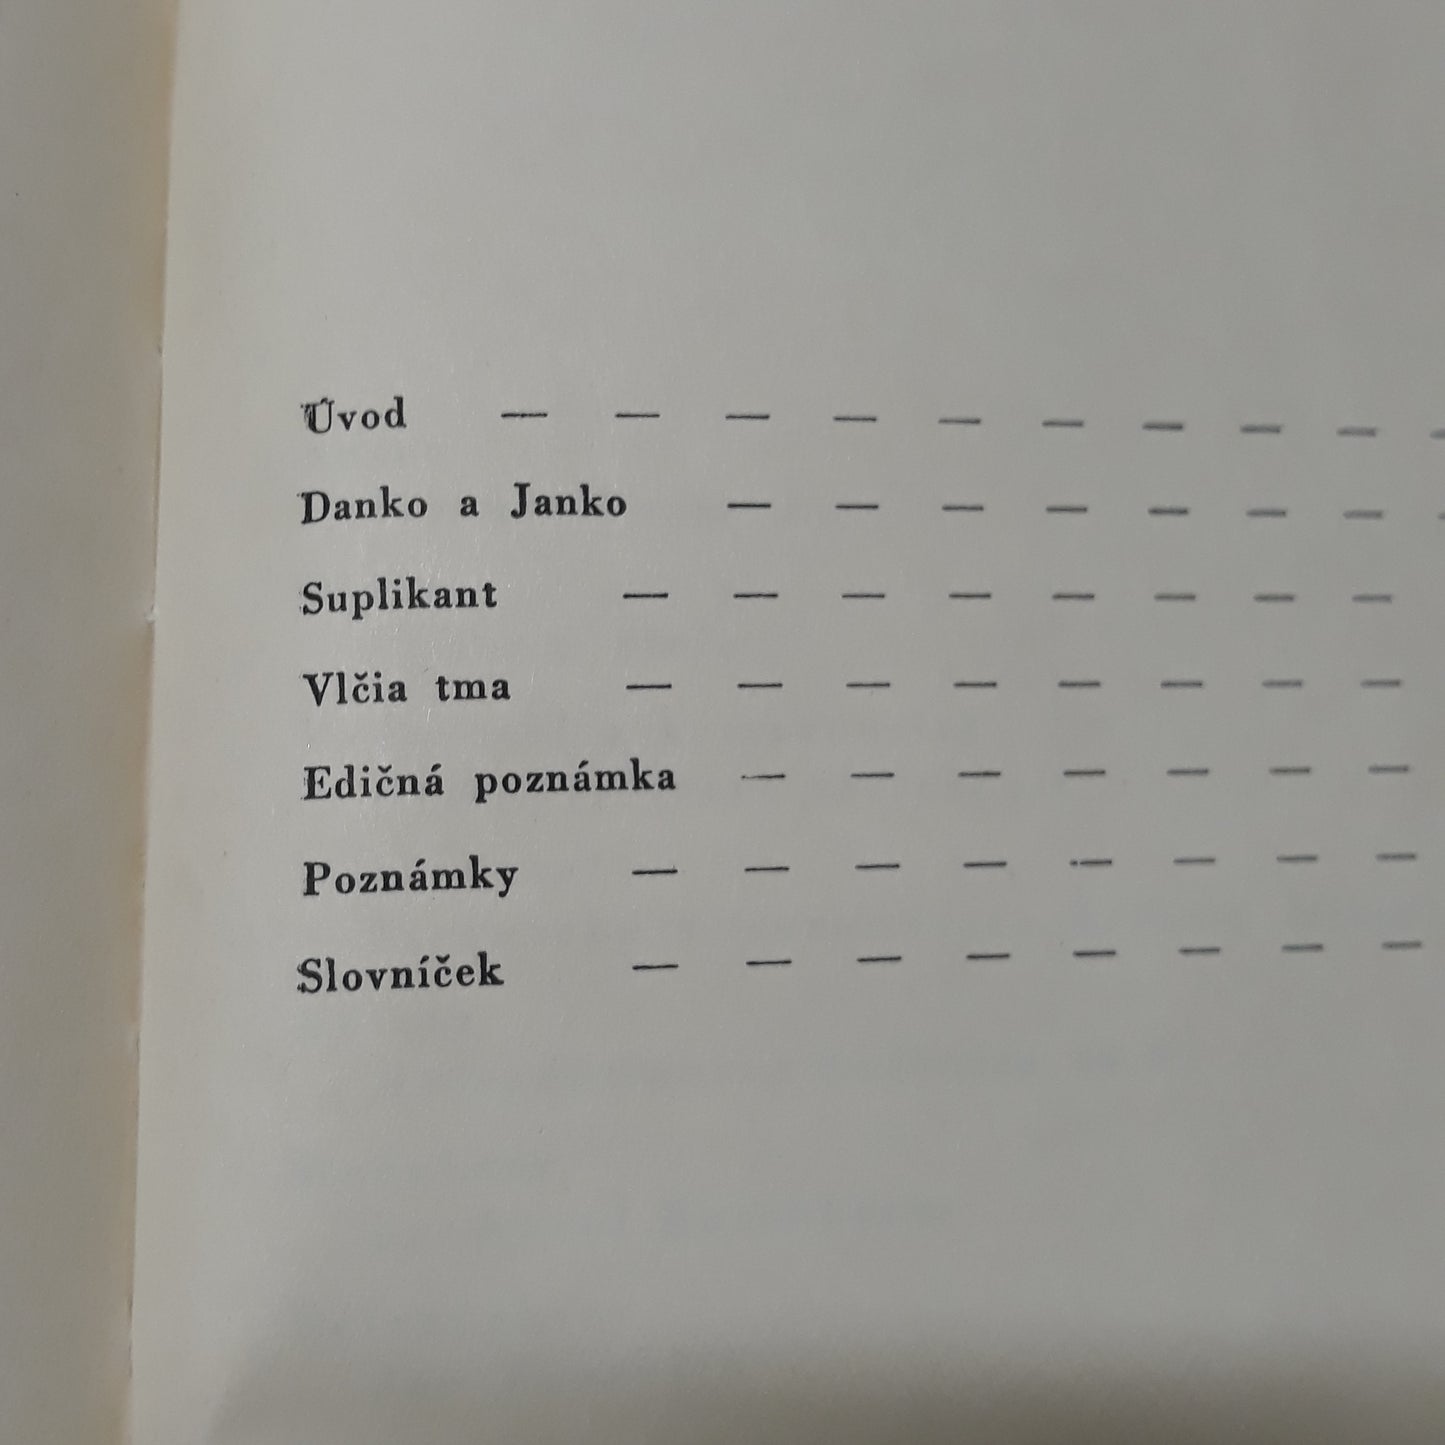 Úvod — — — — — — — — — —
Danko a Janko — — — — — — — —
Suplikant — — — — — — — —
Vlčia tma — — — — — — — —
Edičná poznámka — — — — — — —
Poznámky — — — — — — — —
Slovníček — — — — — — — —